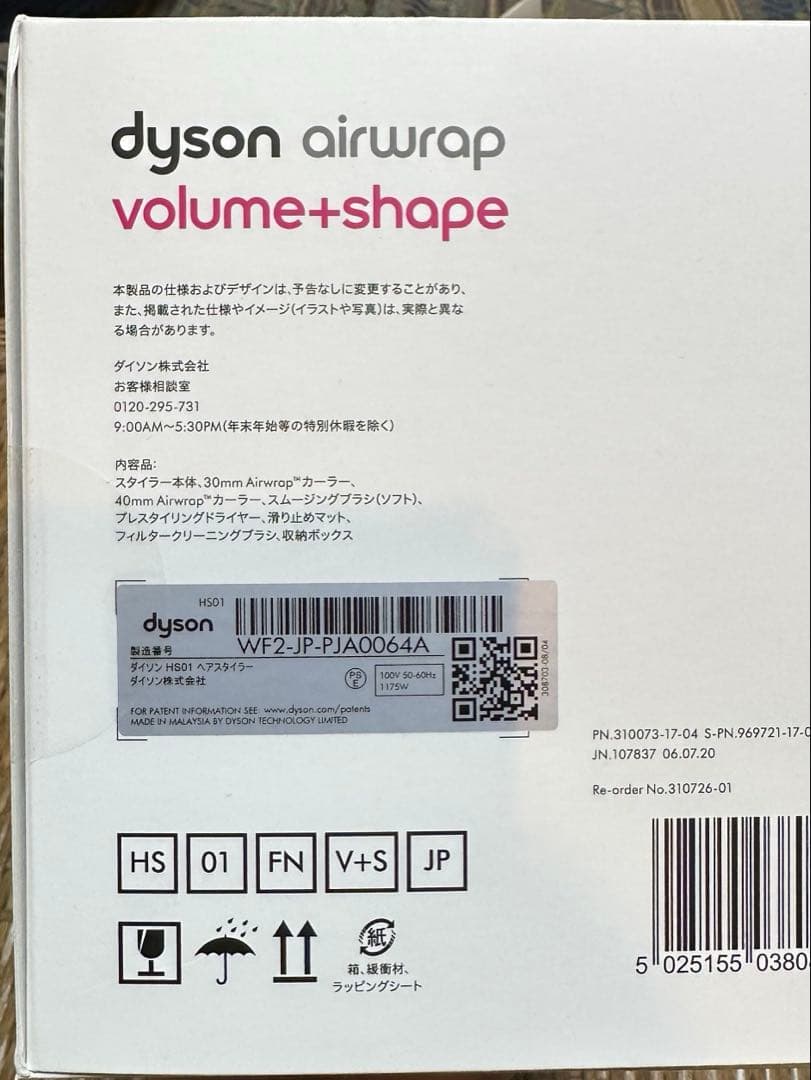 dyson airwrap
volume+shape
本製品の仕様およびデザインは、予告なしに変更することがあり、
また、掲載された仕様やイメージ(イラストや写真)は、実際と異な
る場合があります。
ダイソン株式会社
お客様相談室
0120-295-731
9:00AM〜5:30PM(年末年始等の特別休暇を除く)
内容品:
スタイラー本体、30mm Airwrap™カーラー、
40mm Airwrap™カーラー、スムージングブラシ(ソフト)、
プレスタイリングドライヤー、滑り止めマット、
フィルタークリーニングブラシ、収納ボックス
HS01
dyson
製造番号
WF2-JP-PJA0064A
ダイソン HS01 ヘアスタイラー
ダイソン株式会社
PS
E
100V 50-60Hz
1175W
308703-08/04
FOR PATENT INFORMATION SEE: www.dyson.com/patents
MADE IN MALAYSIA BY DYSON TECHNOLOGY LIMITED
PN.310073-17-04 S-PN.969721-17-0
JN.107837 06.07.20
Re-order No.310726-01
HS 01 FN V+S JP
紙
箱、緩衝材、
ラッピングシート
5 025155 0380